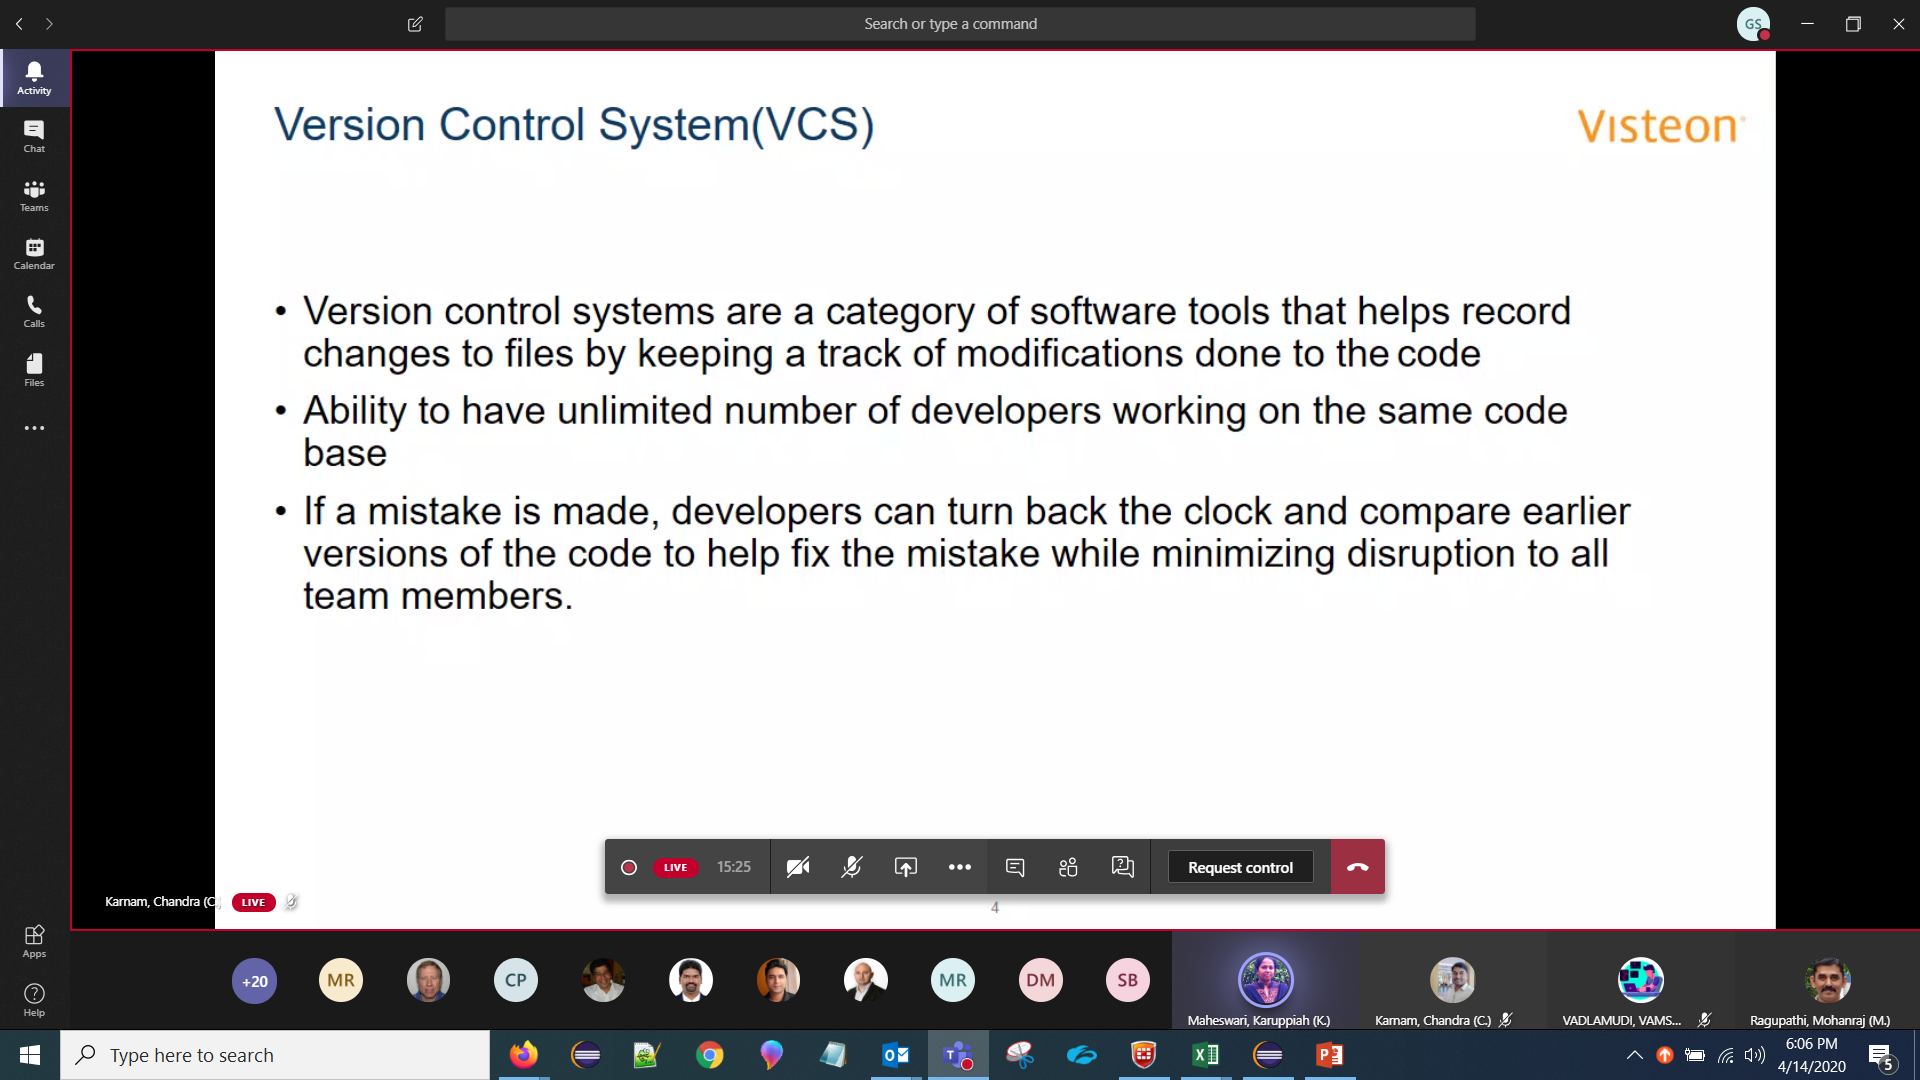 Search or type a command
GS
Activity
Chat
Teams
Calendar
Calls
Files
Apps
Help
Version Control System(VCS)
Visteon
• Version control systems are a category of software tools that helps record
changes to files by keeping a track of modifications done to the code
• Ability to have unlimited number of developers working on the same code
base
• If a mistake is made, developers can turn back the clock and compare earlier
versions of the code to help fix the mistake while minimizing disruption to all
team members.
LIVE 15:25
Request control
Karnam, Chandra (C.)
LIVE
4
+20
MR
CP
MR
DM
SB
Maheswari, Karuppiah (K.)
Karnam, Chandra (C.)
VADLAMUDI, VAMS...
Ragupathi, Mohanraj (M.)
Type here to search
6:06 PM
4/14/2020
5